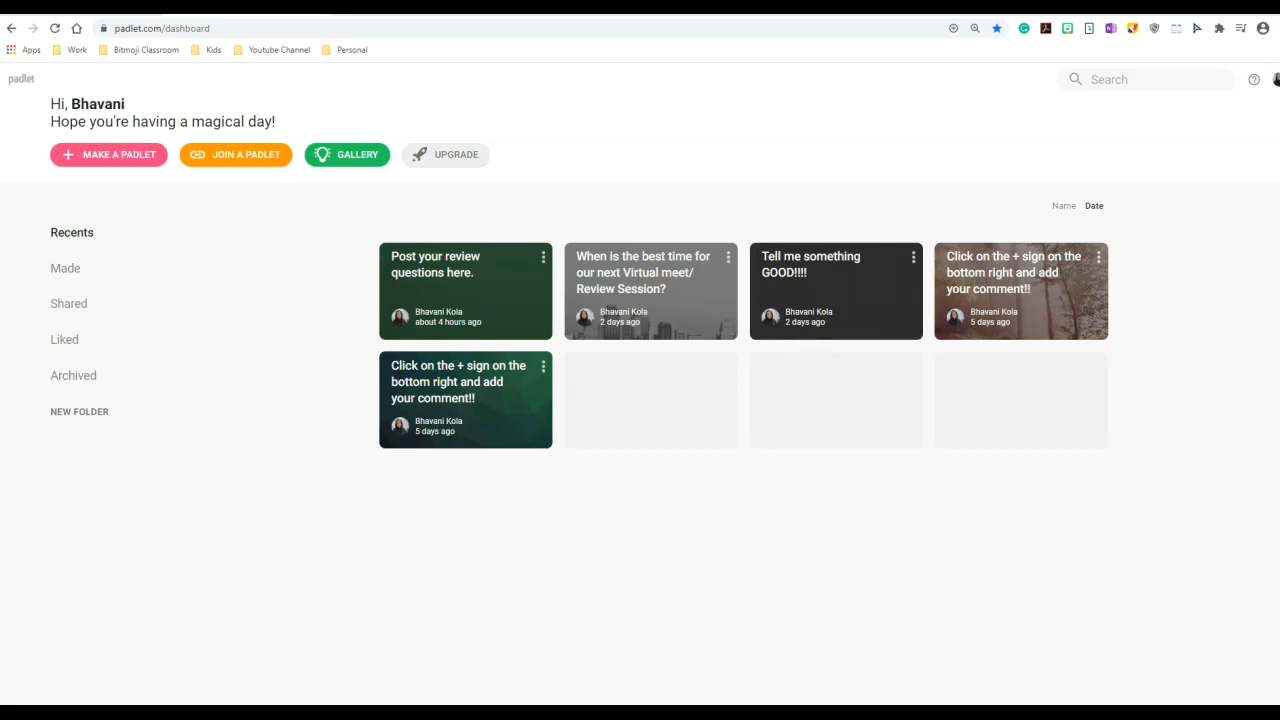 padlet.com/dashboard
Apps
Work
Bitmoji Classroom
Kids
Youtube Channel
Personal
padlet
Search
Hi, Bhavani
Hope you're having a magical day!
MAKE A PADLET
JOIN A PADLET
GALLERY
UPGRADE
Name
Date
Recents
Made
Shared
Liked
Archived
NEW FOLDER
Post your review
questions here.
Bhavani Kola
about 4 hours ago
When is the best time for
our next Virtual meet/
Review Session?
Bhavani Kola
2 days ago
Tell me something
GOOD!!!!
Bhavani Kola
2 days ago
Click on the + sign on the
bottom right and add
your comment!!
Bhavani Kola
5 days ago
Click on the + sign on the
bottom right and add
your comment!!
Bhavani Kola
5 days ago